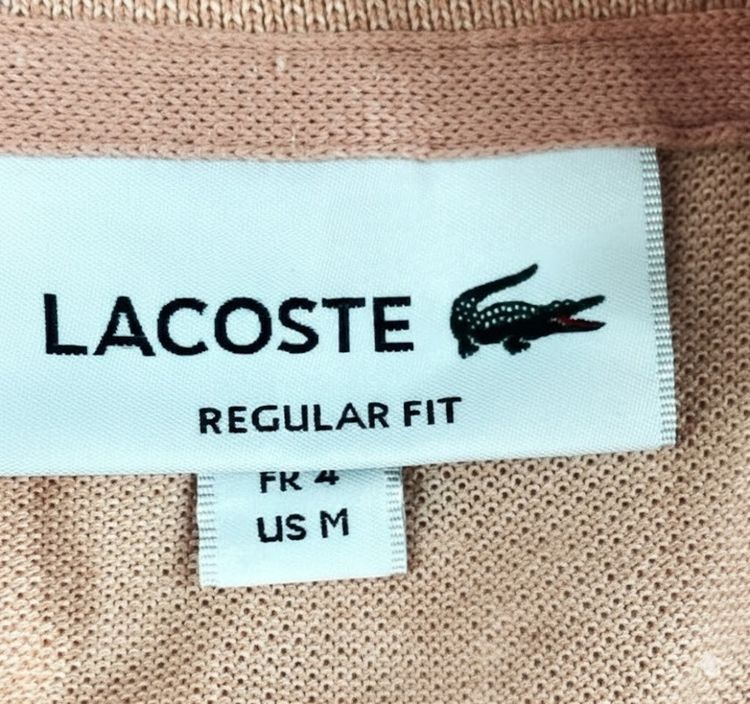 LACOSTE
REGULAR FIT
FR 4
US M